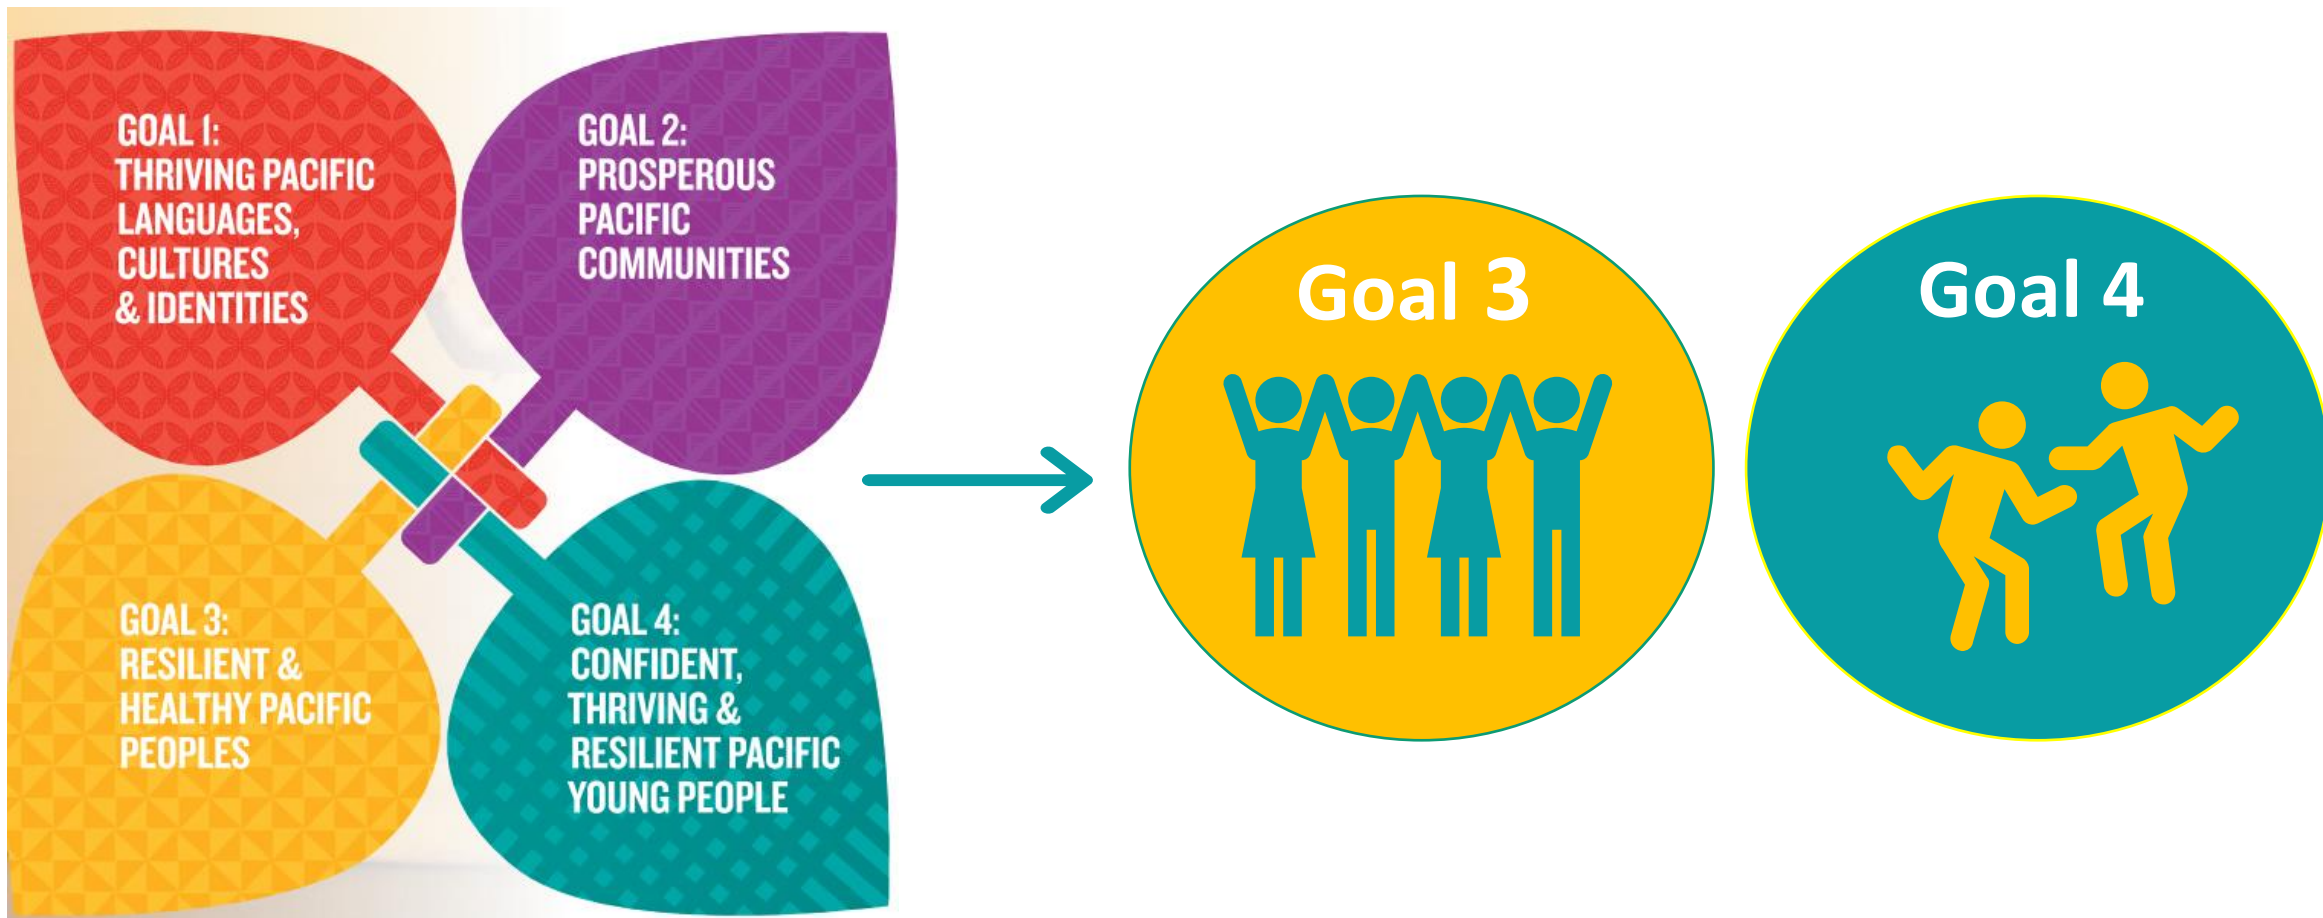 GOAL 1:
THRIVING PACIFIC
LANGUAGES,
CULTURES
& IDENTITIES
GOAL 2:
PROSPEROUS
PACIFIC
COMMUNITIES
GOAL 3:
RESILIENT &
HEALTHY PACIFIC
PEOPLES
GOAL 4:
CONFIDENT,
THRIVING &
RESILIENT PACIFIC
YOUNG PEOPLE
Goal 3
Goal 4